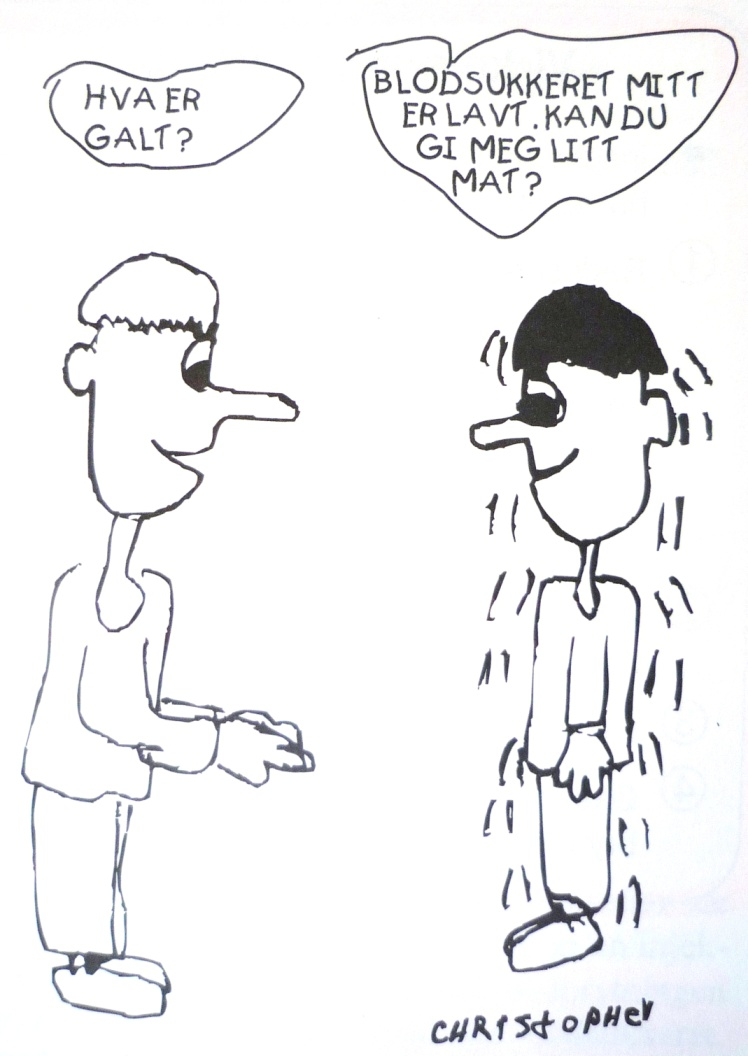 HVA ER
GALT?
BLODSUKKERET MITT
ER LAVT. KAN DU
GI MEG LITT
MAT?
CHRISTOPHER